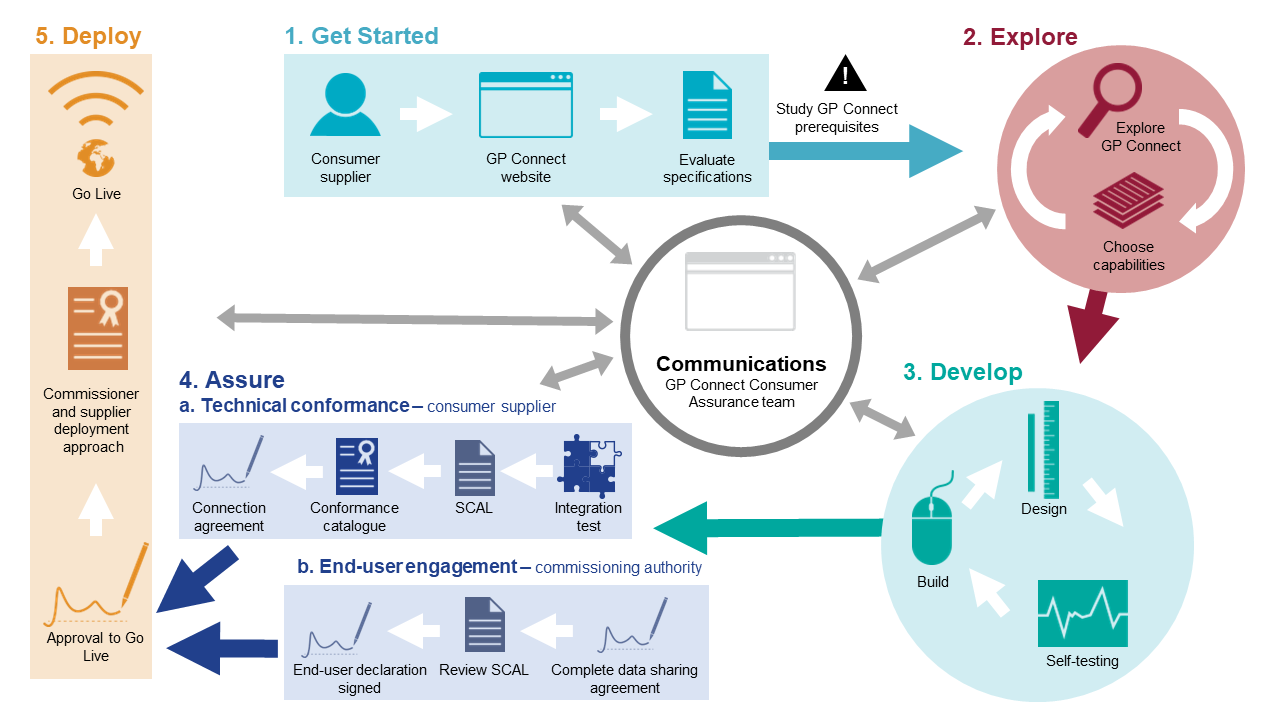 1. Get Started
Consumer
supplier
GP Connect
website
Evaluate
specifications
!
Study GP Connect
prerequisites
2. Explore
Explore
GP Connect
Choose
capabilities
3. Develop
Design
Self-testing
Build
Communications
GP Connect Consumer
Assurance team
4. Assure
a. Technical conformance – consumer supplier
Integration
test
SCAL
Conformance
catalogue
Connection
agreement
b. End-user engagement – commissioning authority
Complete data sharing
agreement
Review SCAL
End-user declaration
signed
5. Deploy
Go Live
Commissioner
and supplier
deployment
approach
Approval to Go
Live